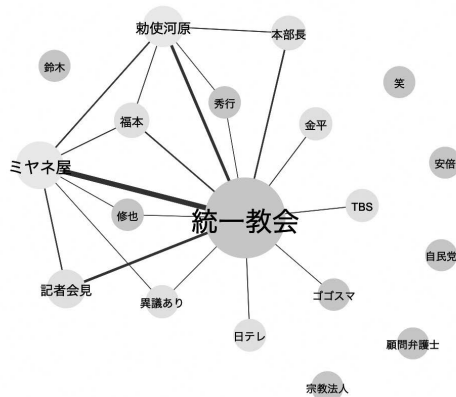 勅使河原
本部長
鈴木
秀行
笑
福本
金平
ミヤネ屋
安倍
修也
TBS
統一教会
自民党
記者会見
異議あり
ゴゴスマ
日テレ
顧問弁護士
宗教法人